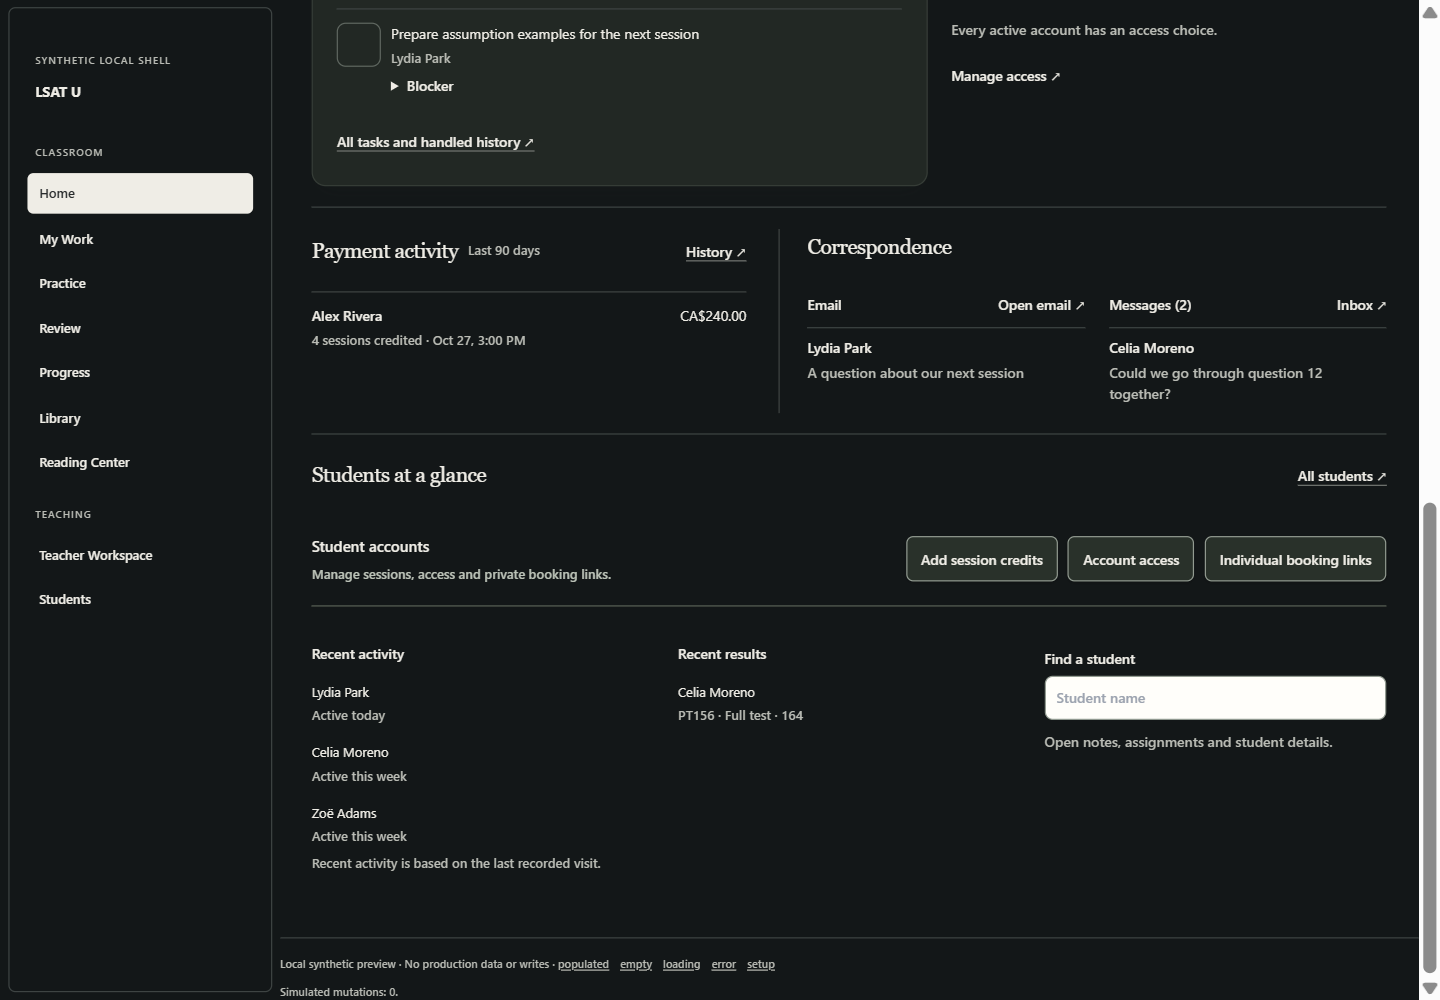 SYNTHETIC LOCAL SHELL
LSAT U
CLASSROOM
Home
My Work
Practice
Review
Progress
Library
Reading Center
TEACHING
Teacher Workspace
Students
Prepare assumption examples for the next session
Lydia Park
▶ Blocker
All tasks and handled history ↗
Every active account has an access choice.
Manage access ↗
Payment activity Last 90 days
History ↗
Alex Rivera CA$240.00
4 sessions credited · Oct 27, 3:00 PM
Correspondence
Email Open email ↗
Lydia Park
A question about our next session
Messages (2) Inbox ↗
Celia Moreno
Could we go through question 12
together?
Students at a glance
All students ↗
Student accounts
Manage sessions, access and private booking links.
Add session credits
Account access
Individual booking links
Recent activity
Lydia Park
Active today
Celia Moreno
Active this week
Zoë Adams
Active this week
Recent activity is based on the last recorded visit.
Recent results
Celia Moreno
PT156 · Full test · 164
Find a student
Student name
Open notes, assignments and student details.
Local synthetic preview · No production data or writes · populated empty loading error setup
Simulated mutations: 0.